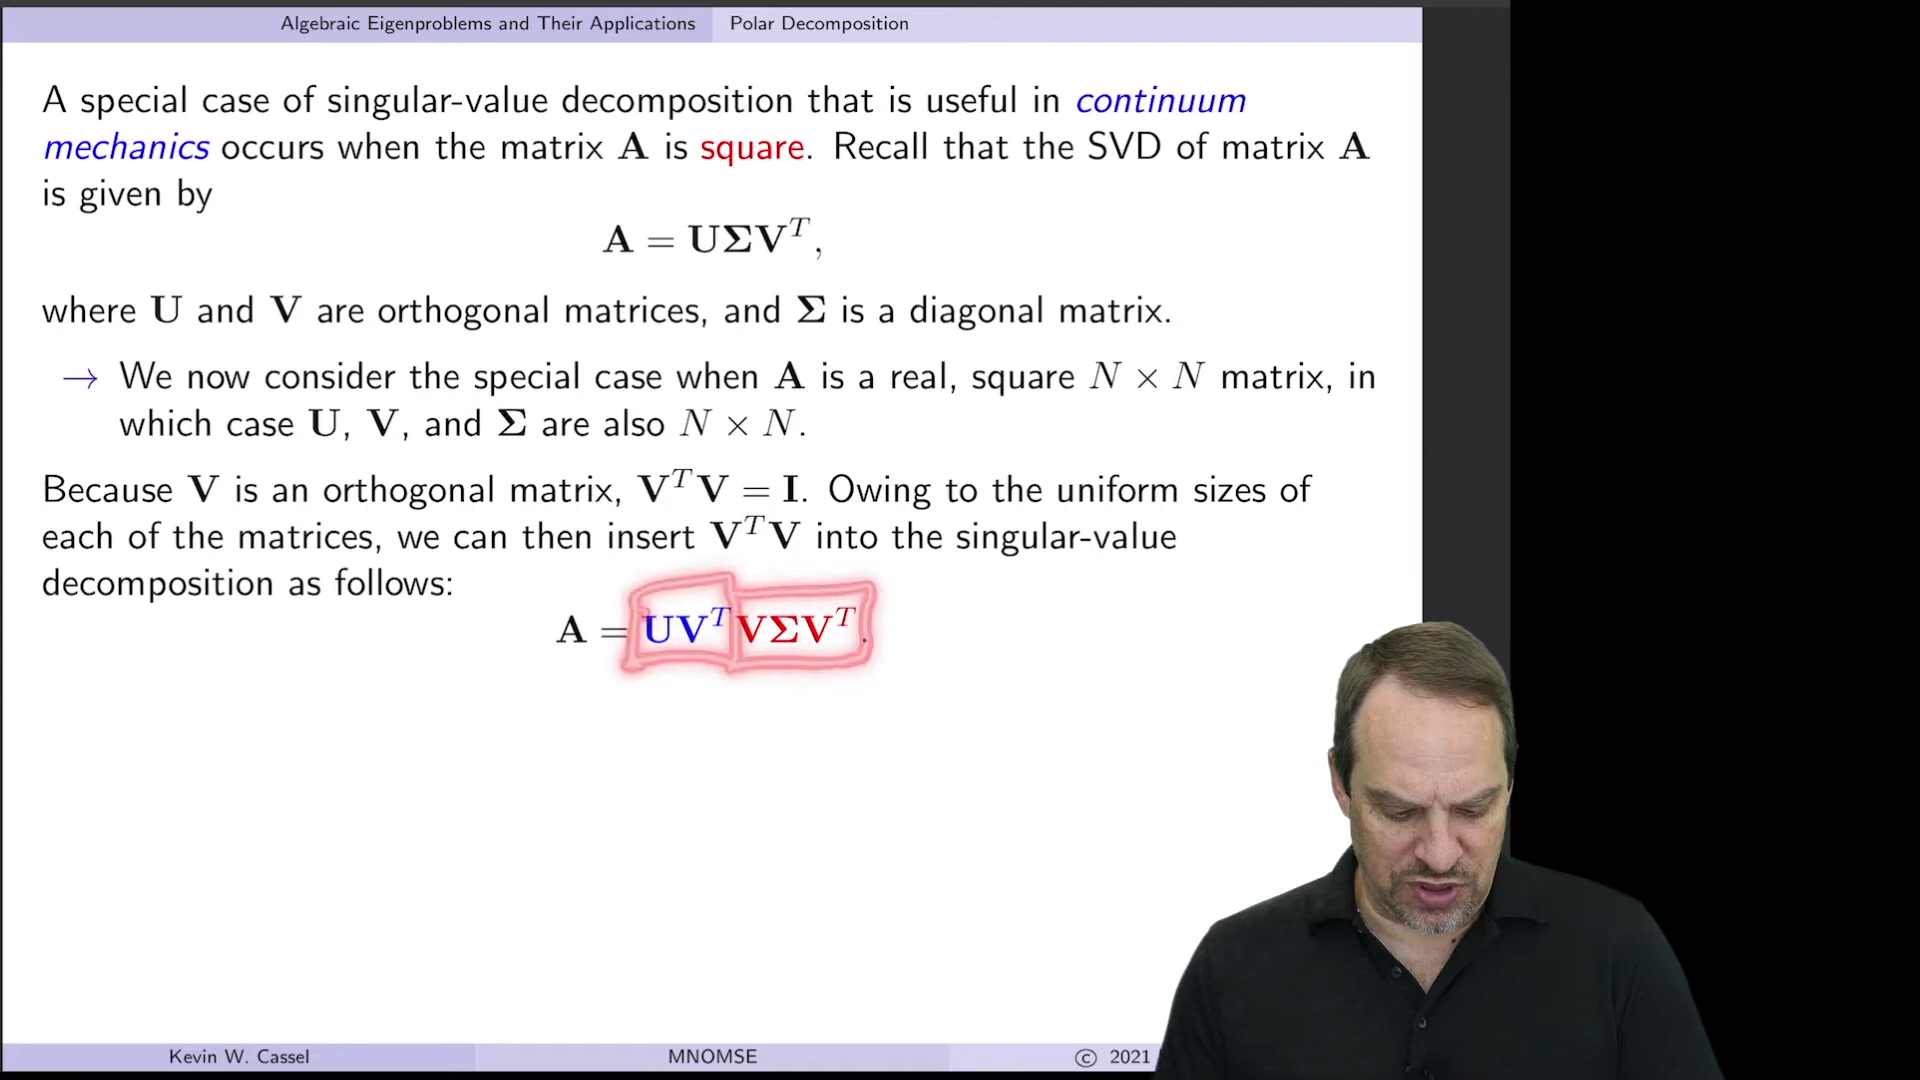 Algebraic Eigenproblems and Their Applications Polar Decomposition
A special case of singular-value decomposition that is useful in continuum
mechanics occurs when the matrix A is square. Recall that the SVD of matrix A
is given by
A = UΣVᵀ,
where U and V are orthogonal matrices, and Σ is a diagonal matrix.
→ We now consider the special case when A is a real, square N × N matrix, in
which case U, V, and Σ are also N × N.
Because V is an orthogonal matrix, VᵀV = I. Owing to the uniform sizes of
each of the matrices, we can then insert VᵀV into the singular-value
decomposition as follows:
A = UVᵀVΣVᵀ.
Kevin W. Cassel MNOMSE © 2021